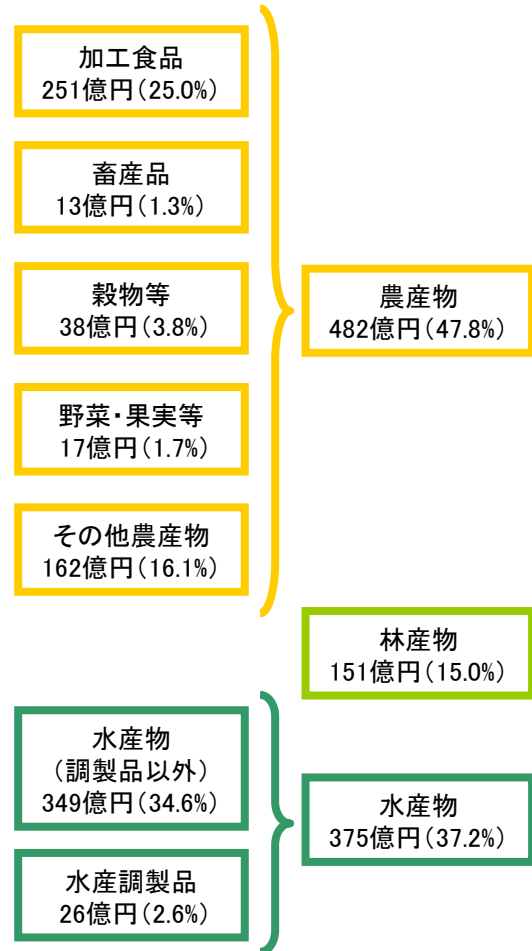 加工食品
251億円(25.0%)
畜産品
13億円(1.3%)
穀物等
38億円(3.8%)
野菜・果実等
17億円(1.7%)
その他農産物
162億円(16.1%)
農産物
482億円(47.8%)
林産物
151億円(15.0%)
水産物
(調製品以外)
349億円(34.6%)
水産調製品
26億円(2.6%)
水産物
375億円(37.2%)